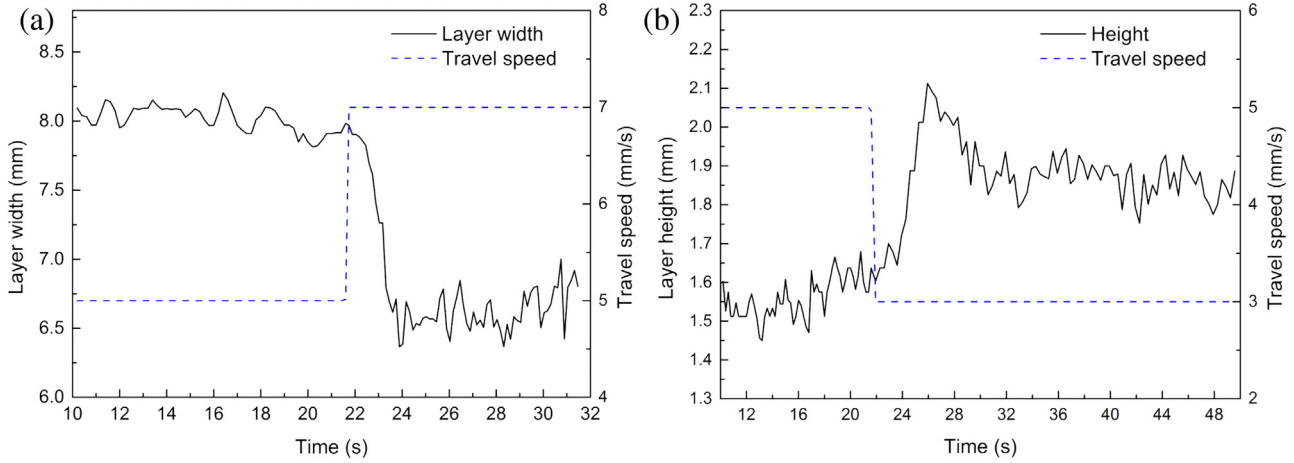 (a)
Layer width
Travel speed
8.5
8.0
7.5
7.0
6.5
6.0
Layer width (mm)
8
7
6
5
4
Travel speed (mm/s)
10 12 14 16 18 20 22 24 26 28 30 32
Time (s)
(b)
Height
Travel speed
2.3
2.2
2.1
2.0
1.9
1.8
1.7
1.6
1.5
1.4
1.3
Layer height (mm)
6
5
4
3
2
Travel speed (mm/s)
12 16 20 24 28 32 36 40 44 48
Time (s)